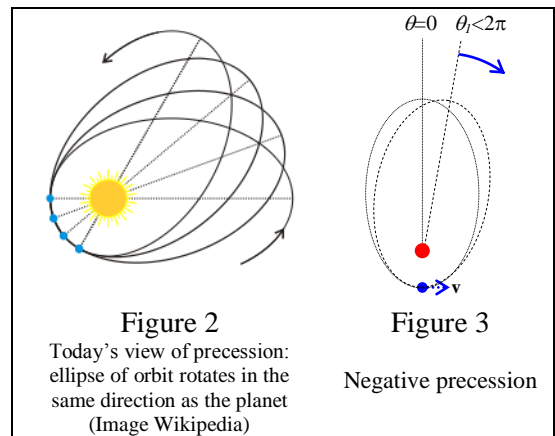 θ=0
θ₁<2π
v
Figure 2
Today's view of precession:
ellipse of orbit rotates in the
same direction as the planet
(Image Wikipedia)
Figure 3
Negative precession